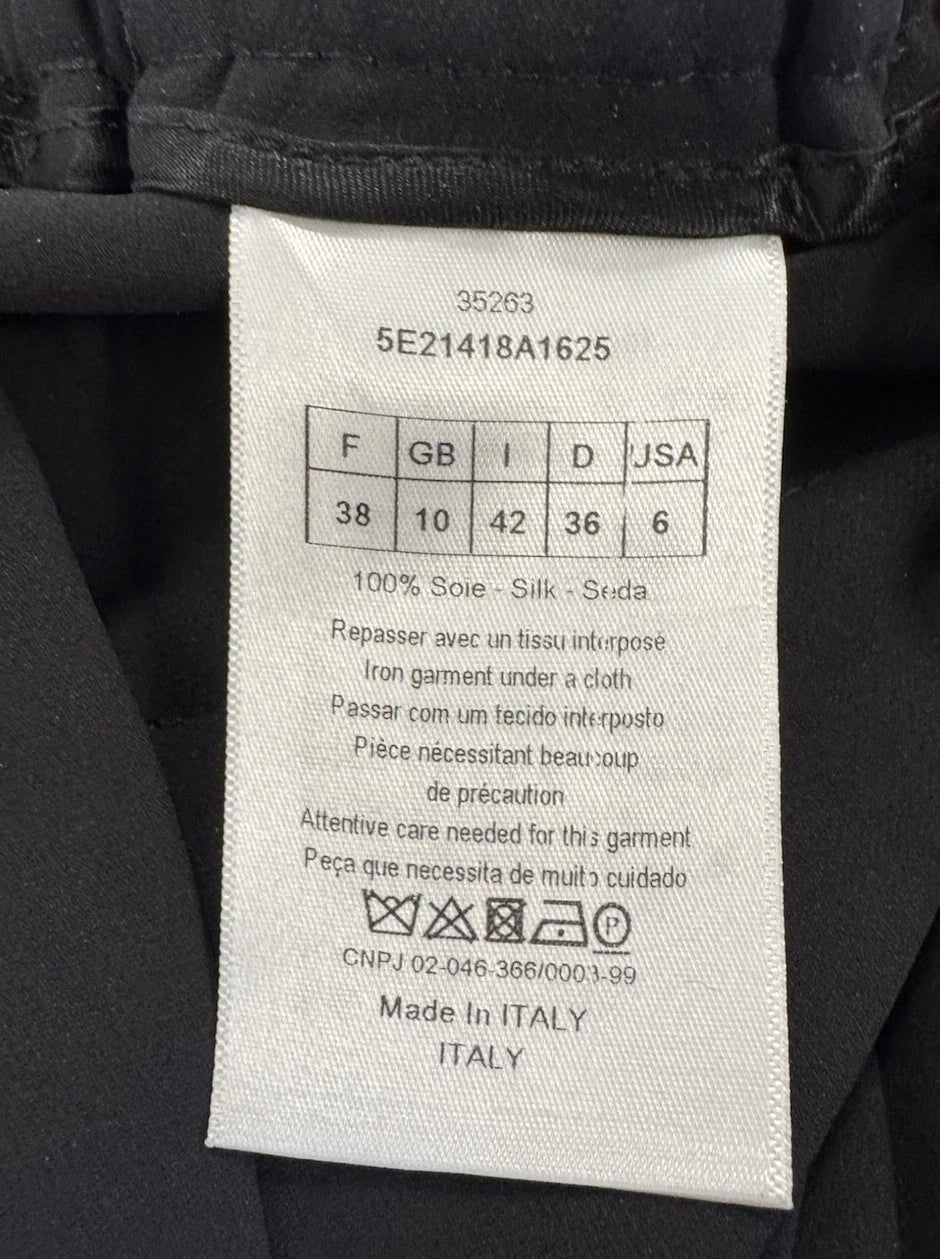 35263
5E21418A1625
F GB I D USA
38 10 42 36 6
100% Soie - Silk - Seda
Repasser avec un tissu interposé
Iron garment under a cloth
Passar com um tecido interposto
Pièce nécessitant beaucoup
de précaution
Attentive care needed for this garment
Peça que necessita de muito cuidado
P
CNPJ 02-046-366/0003-99
Made In ITALY
ITALY